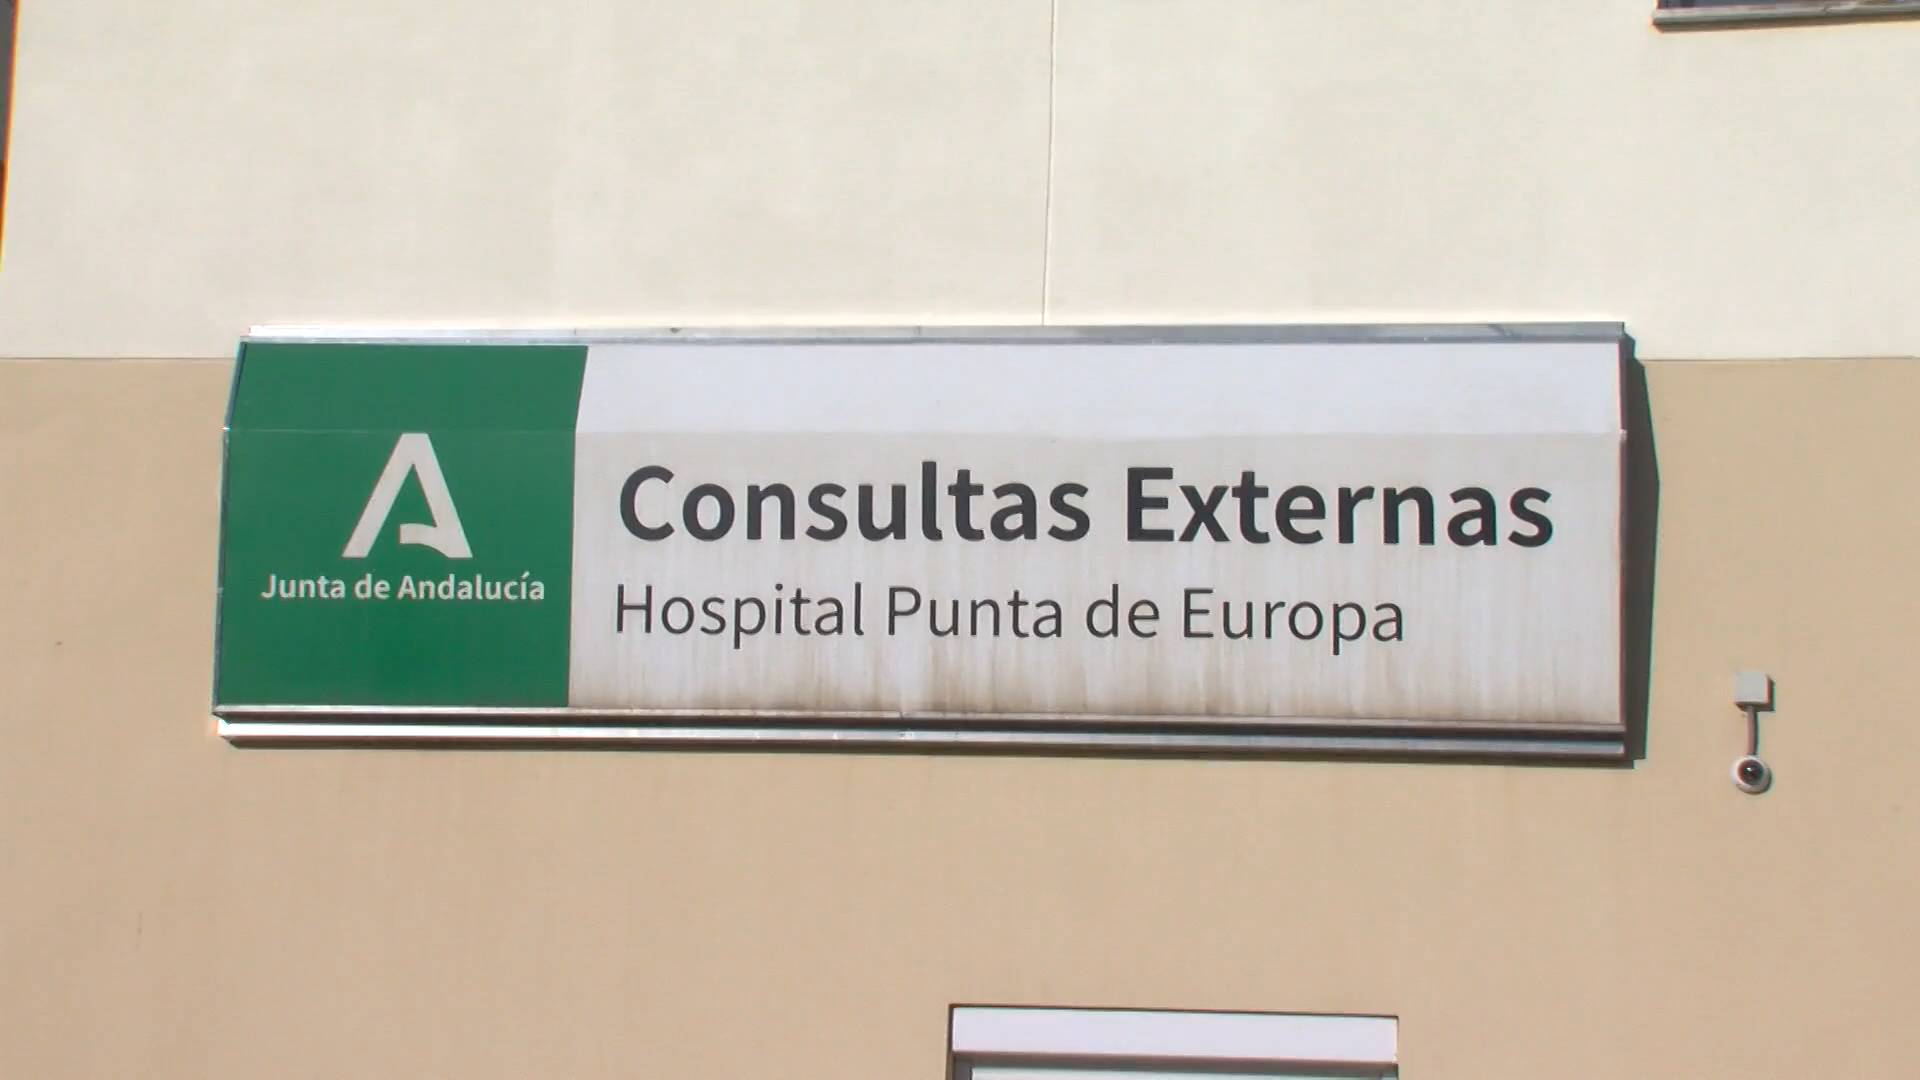 Consultas Externas
Hospital Punta de Europa
Junta de Andalucía